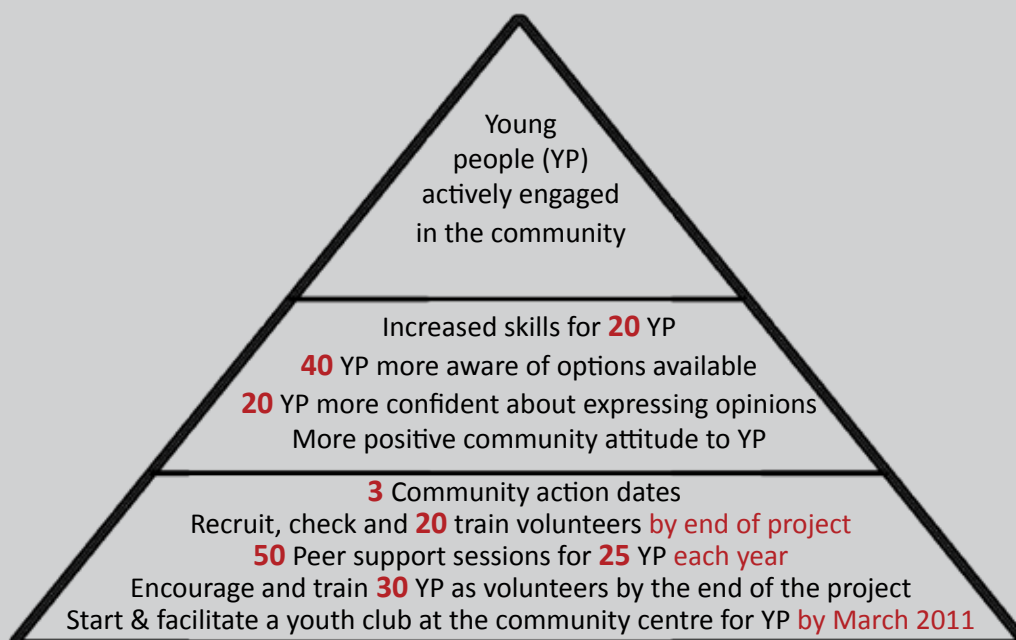 Young
people (YP)
actively engaged
in the community
Increased skills for 20 YP
40 YP more aware of options available
20 YP more confident about expressing opinions
More positive community attitude to YP
3 Community action dates
Recruit, check and 20 train volunteers by end of project
50 Peer support sessions for 25 YP each year
Encourage and train 30 YP as volunteers by the end of the project
Start & facilitate a youth club at the community centre for YP by March 2011